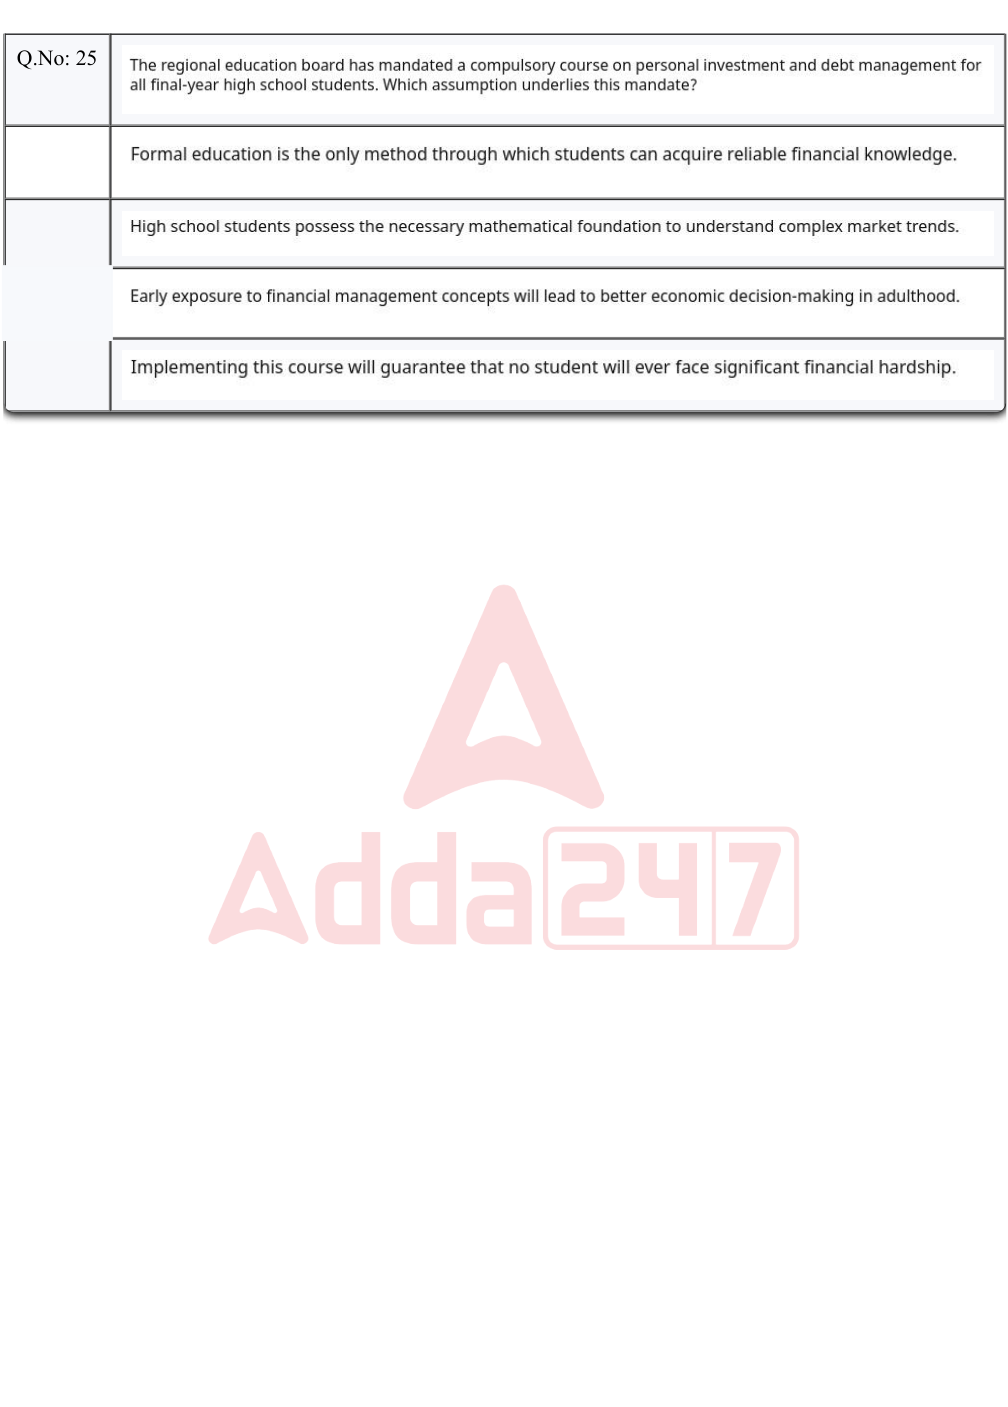 Q.No: 25
The regional education board has mandated a compulsory course on personal investment and debt management for
all final-year high school students. Which assumption underlies this mandate?
Formal education is the only method through which students can acquire reliable financial knowledge.
High school students possess the necessary mathematical foundation to understand complex market trends.
Early exposure to financial management concepts will lead to better economic decision-making in adulthood.
Implementing this course will guarantee that no student will ever face significant financial hardship.
Adda247